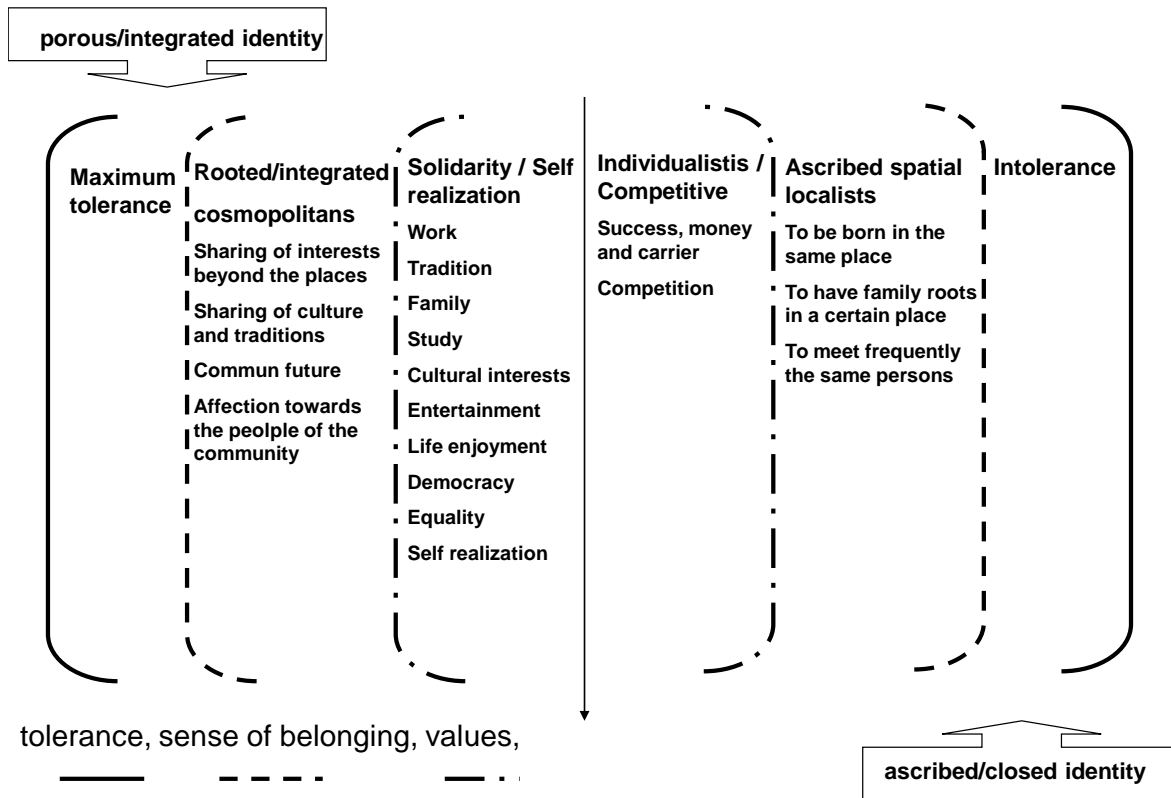 porous/integrated identity
Maximum
tolerance
Rooted/integrated
cosmopolitans
Sharing of interests
beyond the places
Sharing of culture
and traditions
Commun future
Affection towards
the peolple of the
community
Solidarity / Self
realization
Work
Tradition
Family
Study
Cultural interests
Entertainment
Life enjoyment
Democracy
Equality
Self realization
Individualistis /
Competitive
Success, money
and carrier
Competition
Ascribed spatial
localists
To be born in the
same place
To have family roots
in a certain place
To meet frequently
the same persons
Intolerance
tolerance, sense of belonging, values,
ascribed/closed identity